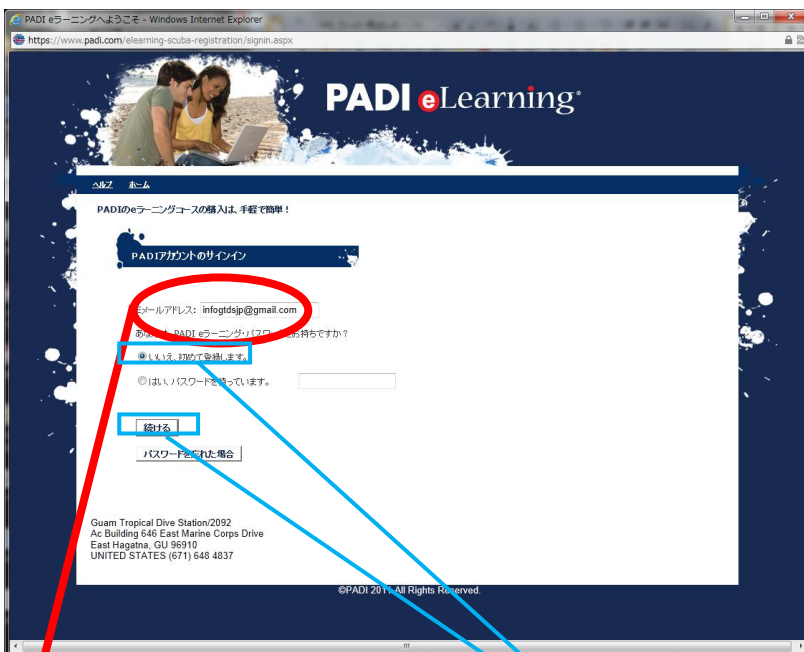 PADI eラーニングへようこそ - Windows Internet Explorer
https://www.padi.com/elearning-scuba-registration/signin.aspx
PADI eLearning®
ヘルプ ホーム
PADIのeラーニングコースの購入は、手軽で簡単!
PADIアカウントのサインイン
Eメールアドレス: infogtdsjp@gmail.com
PADI eラーニング・パスワードをお持ちですか?
いいえ、初めて登録します。
はい、パスワードを持っています。
続ける
パスワードを忘れた場合
Guam Tropical Dive Station/2092
Ac Building 646 East Marine Corps Drive
East Hagatna, GU 96910
UNITED STATES (671) 648 4837
©PADI All Rights Reserved.